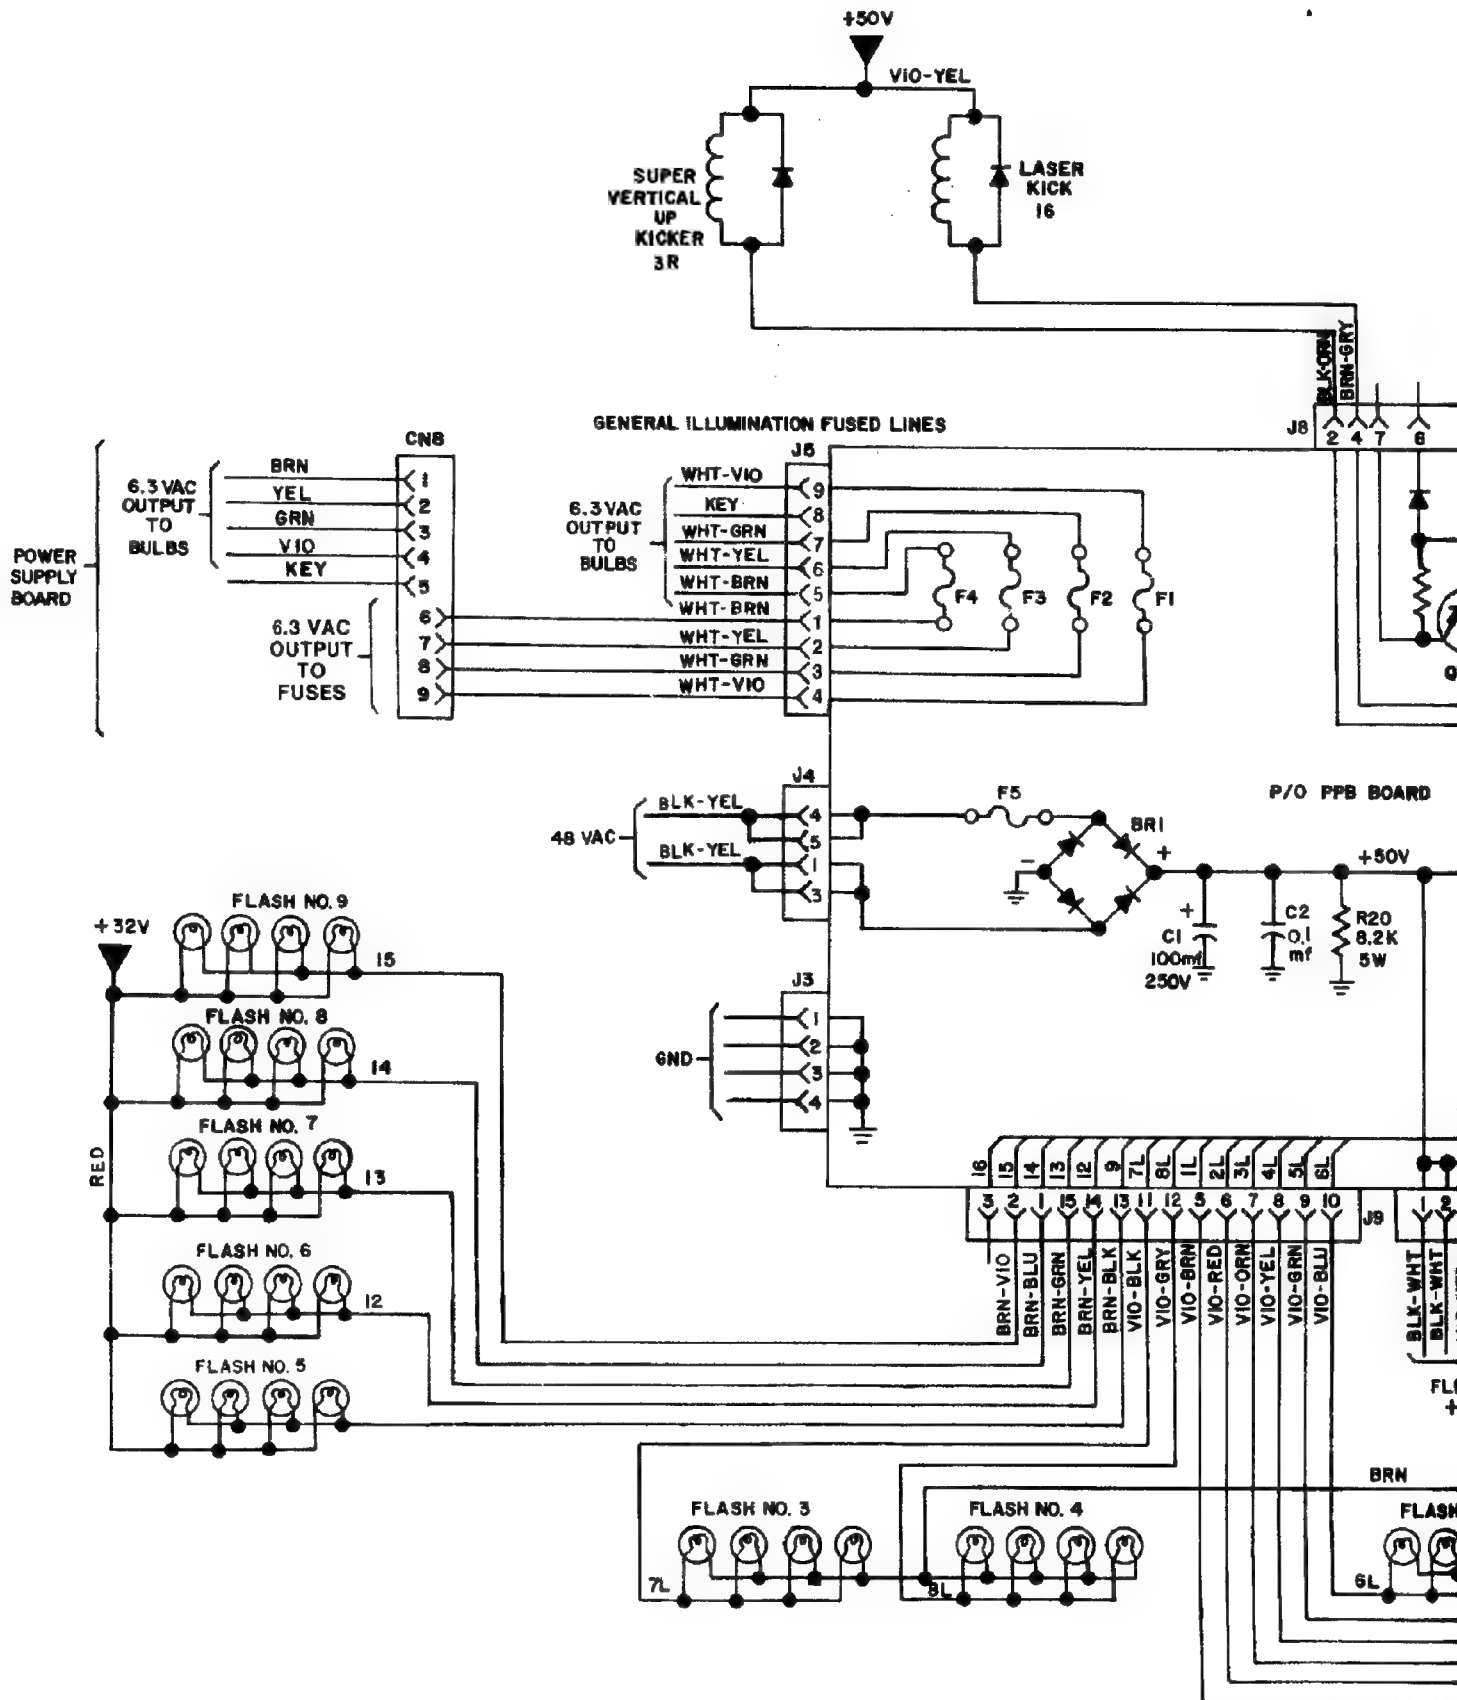 +50V
VIO-YEL
SUPER
VERTICAL
UP
KICKER
3R
LASER
KICK
16
BLK-ORN
BRN-GRY
J8
2 4 7 6
GENERAL ILLUMINATION FUSED LINES
POWER
SUPPLY
BOARD
CN8
6.3 VAC
OUTPUT
TO
BULBS
BRN
YEL
GRN
VIO
KEY
1
2
3
4
5
6
7
8
9
6.3 VAC
OUTPUT
TO
FUSES
J5
6.3 VAC
OUTPUT
TO
BULBS
WHT-VIO
KEY
WHT-GRN
WHT-YEL
WHT-BRN
WHT-BRN
WHT-YEL
WHT-GRN
WHT-VIO
9
8
7
6
5
1
2
3
4
F4 F3 F2 F1
J4
48 VAC
BLK-YEL
BLK-YEL
4
5
1
3
F5
BR1
-
+
P/O PPB BOARD
+50V
+
C1
100mf
250V
C2
0.1
mf
R20
8.2K
5W
J3
GND
1
2
3
4
+32V
RED
FLASH NO. 9
15
FLASH NO. 8
14
FLASH NO. 7
13
FLASH NO. 6
12
FLASH NO. 5
16 15 14 13 12 9 7L 8L 1L 2L 3L 4L 5L 6L
3 2 1 15 14 13 11 12 5 6 7 8 9 10
J9
1 2
BRN-VIO
BRN-BLU
BRN-GRN
BRN-YEL
BRN-BLK
VIO-BLK
VIO-GRY
VIO-BRN
VIO-RED
VIO-ORN
VIO-YEL
VIO-GRN
VIO-BLU
BLK-WHT
BLK-WHT
BRN
FLASH NO. 3
7L
FLASH NO. 4
8L
FLASH
6L